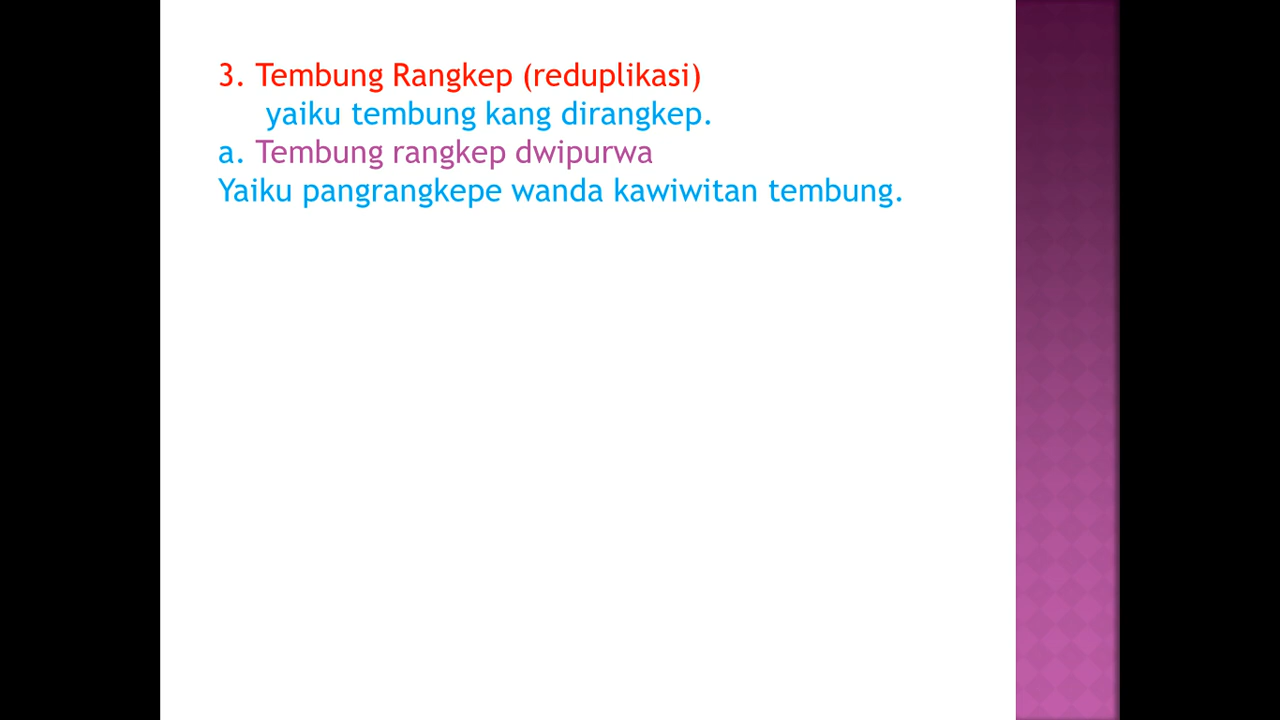 3. Tembung Rangkep (reduplikasi)
yaiku tembung kang dirangkep.
a. Tembung rangkep dwipurwa
Yaiku pangrangkepe wanda kawiwitan tembung.